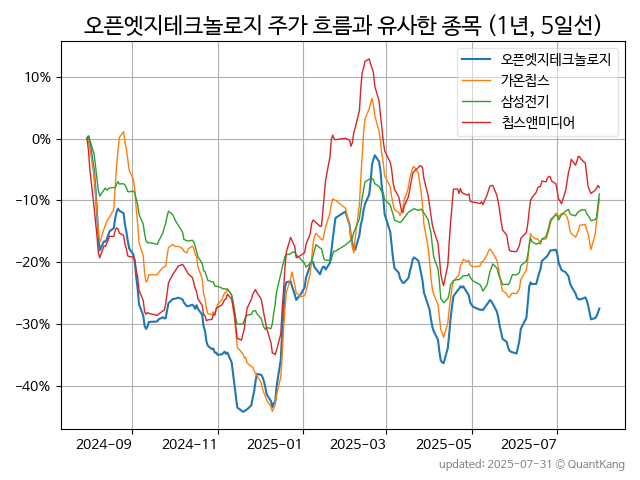 오픈엣지테크놀로지 주가 흐름과 유사한 종목 (1년, 5일선)
오픈엣지테크놀로지
가온칩스
삼성전기
칩스앤미디어
10%
0%
−10%
−20%
−30%
−40%
2024-09 2024-11 2025-01 2025-03 2025-05 2025-07
updated: 2025-07-31 © QuantKang